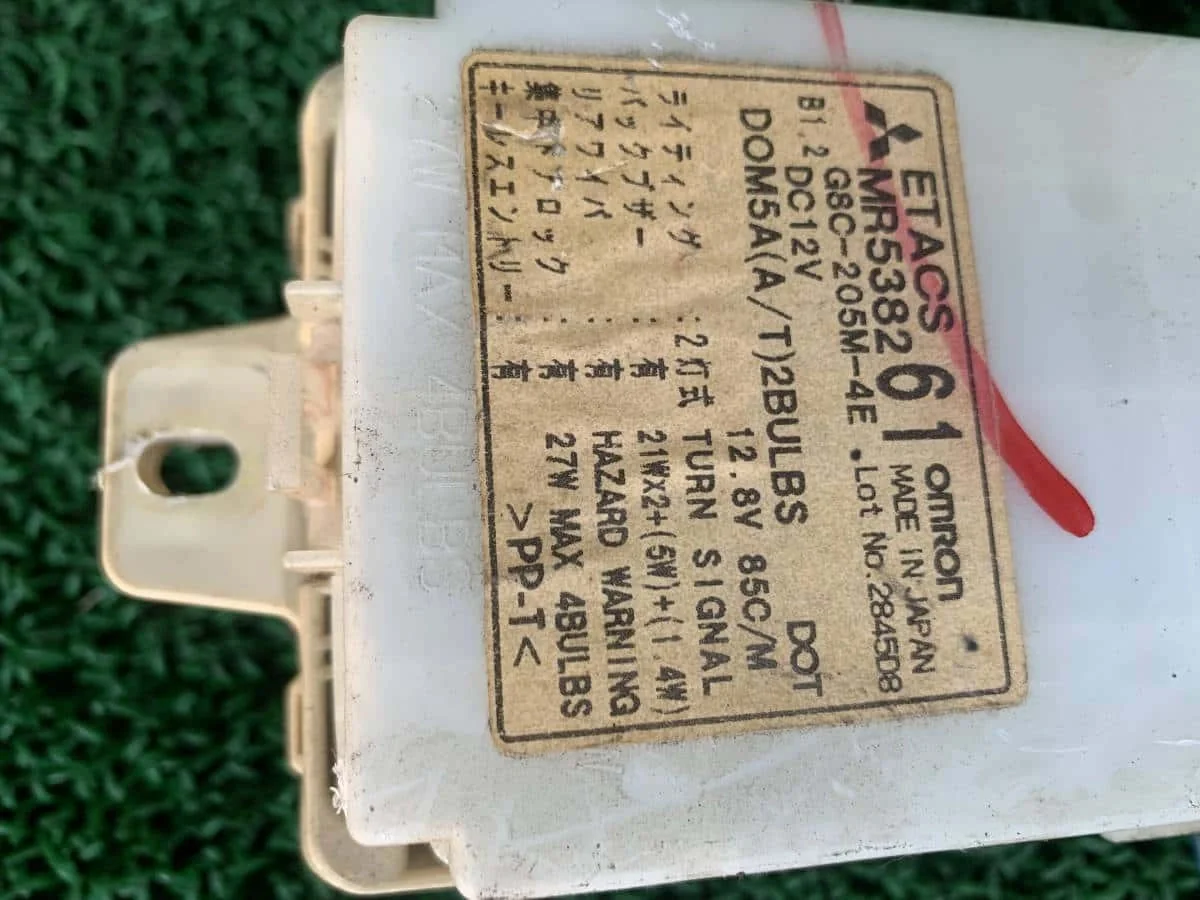 ETACS
MR538261 OMRON
MADE IN JAPAN
G8C-205M-4E
Lot No.2845D8
B1.2 DC12V
DOM5A(A/T)2BULBS DOT
12.8V 85C/M
ライティング : 2灯式 TURN SIGNAL
バックブザー : 有 21WX2+(5W)+(1.4W)
リアワイパ : 有 HAZARD WARNING
集中ドアロック : 有 27W MAX 4BULBS
キーレスエントリー : 有 >PP-T<